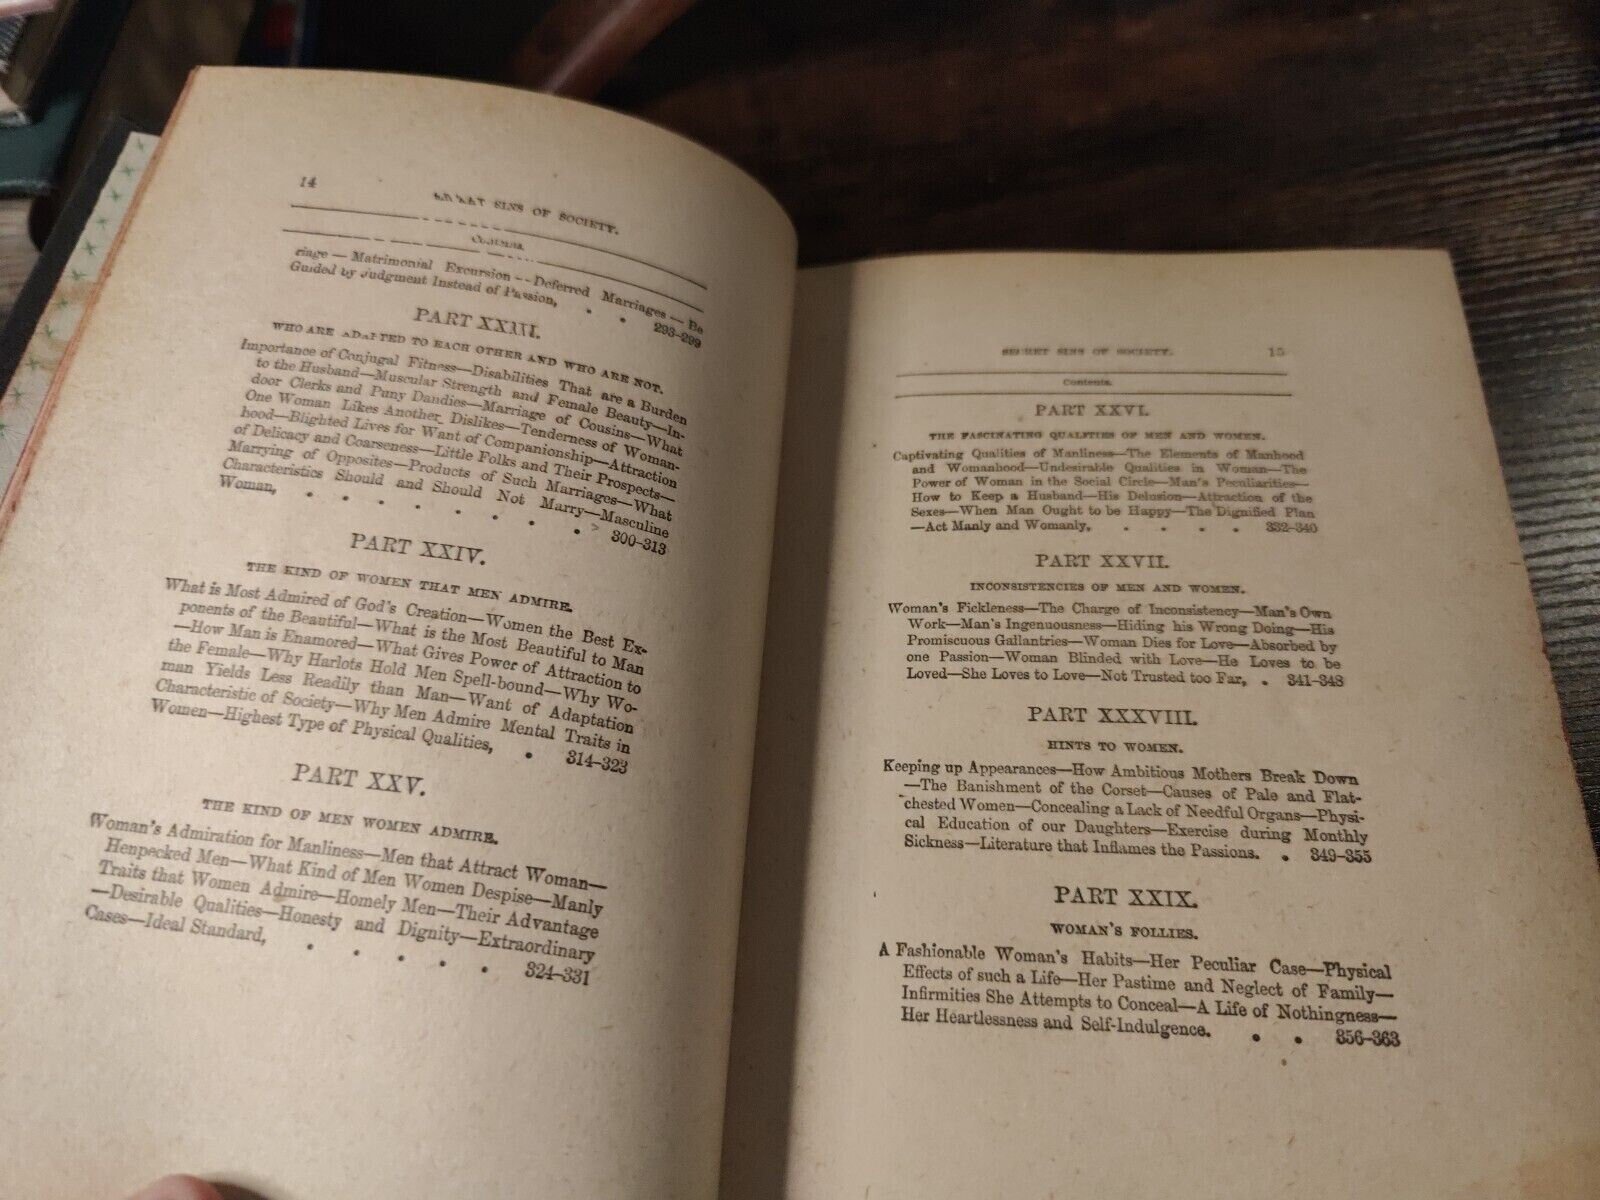 14
SINS OF SOCIETY.
Contents.
riage — Matrimonial Excursion — Deferred Marriages — Be
Guided by Judgment Instead of Passion, . . 293–299
PART XXIII.
WHO ARE ADAPTED TO EACH OTHER AND WHO ARE NOT.
Importance of Conjugal Fitness—Disabilities That are a Burden
to the Husband—Muscular Strength and Female Beauty—In-
door Clerks and Puny Dandies—Marriage of Cousins—What
One Woman Likes Another Dislikes—Tenderness of Woman-
hood—Blighted Lives for Want of Companionship—Attraction
of Delicacy and Coarseness—Little Folks and Their Prospects—
Marrying of Opposites—Products of Such Marriages—What
Characteristics Should and Should Not Marry—Masculine
Woman, . . . . . . . 300–313
PART XXIV.
THE KIND OF WOMEN THAT MEN ADMIRE.
What is Most Admired of God's Creation—Women the Best Ex-
ponents of the Beautiful—What is the Most Beautiful to Man
—How Man is Enamored—What Gives Power of Attraction to
the Female—Why Harlots Hold Men Spell-bound—Why Wo-
man Yields Less Readily than Man—Want of Adaptation
Characteristic of Society—Why Men Admire Mental Traits in
Women—Highest Type of Physical Qualities, . 314–323
PART XXV.
THE KIND OF MEN WOMEN ADMIRE.
Woman's Admiration for Manliness—Men that Attract Woman—
Henpecked Men—What Kind of Men Women Despise—Manly
Traits that Women Admire—Homely Men—Their Advantage
—Desirable Qualities—Honesty and Dignity—Extraordinary
Cases—Ideal Standard, . . . . . 324–331
SECRET SINS OF SOCIETY. 15
Contents.
PART XXVI.
THE FASCINATING QUALITIES OF MEN AND WOMEN.
Captivating Qualities of Manliness—The Elements of Manhood
and Womanhood—Undesirable Qualities in Woman—The
Power of Woman in the Social Circle—Man's Peculiarities—
How to Keep a Husband—His Delusion—Attraction of the
Sexes—When Man Ought to be Happy—The Dignified Plan
—Act Manly and Womanly, . . . . 332–340
PART XXVII.
INCONSISTENCIES OF MEN AND WOMEN.
Woman's Fickleness—The Charge of Inconsistency—Man's Own
Work—Man's Ingenuousness—Hiding his Wrong Doing—His
Promiscuous Gallantries—Woman Dies for Love—Absorbed by
one Passion—Woman Blinded with Love—He Loves to be
Loved—She Loves to Love—Not Trusted too Far, . 341–348
PART XXXVIII.
HINTS TO WOMEN.
Keeping up Appearances—How Ambitious Mothers Break Down
—The Banishment of the Corset—Causes of Pale and Flat-
chested Women—Concealing a Lack of Needful Organs—Physi-
cal Education of our Daughters—Exercise during Monthly
Sickness—Literature that Inflames the Passions. . 349–355
PART XXIX.
WOMAN'S FOLLIES.
A Fashionable Woman's Habits—Her Peculiar Case—Physical
Effects of such a Life—Her Pastime and Neglect of Family—
Infirmities She Attempts to Conceal—A Life of Nothingness—
Her Heartlessness and Self-Indulgence. . . 356–363